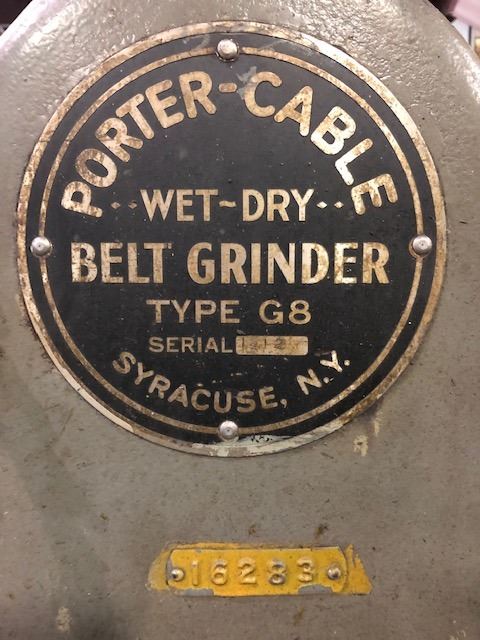 PORTER-CABLE
WET~DRY
BELT GRINDER
TYPE G8
SERIAL
SYRACUSE, N.Y.
16283